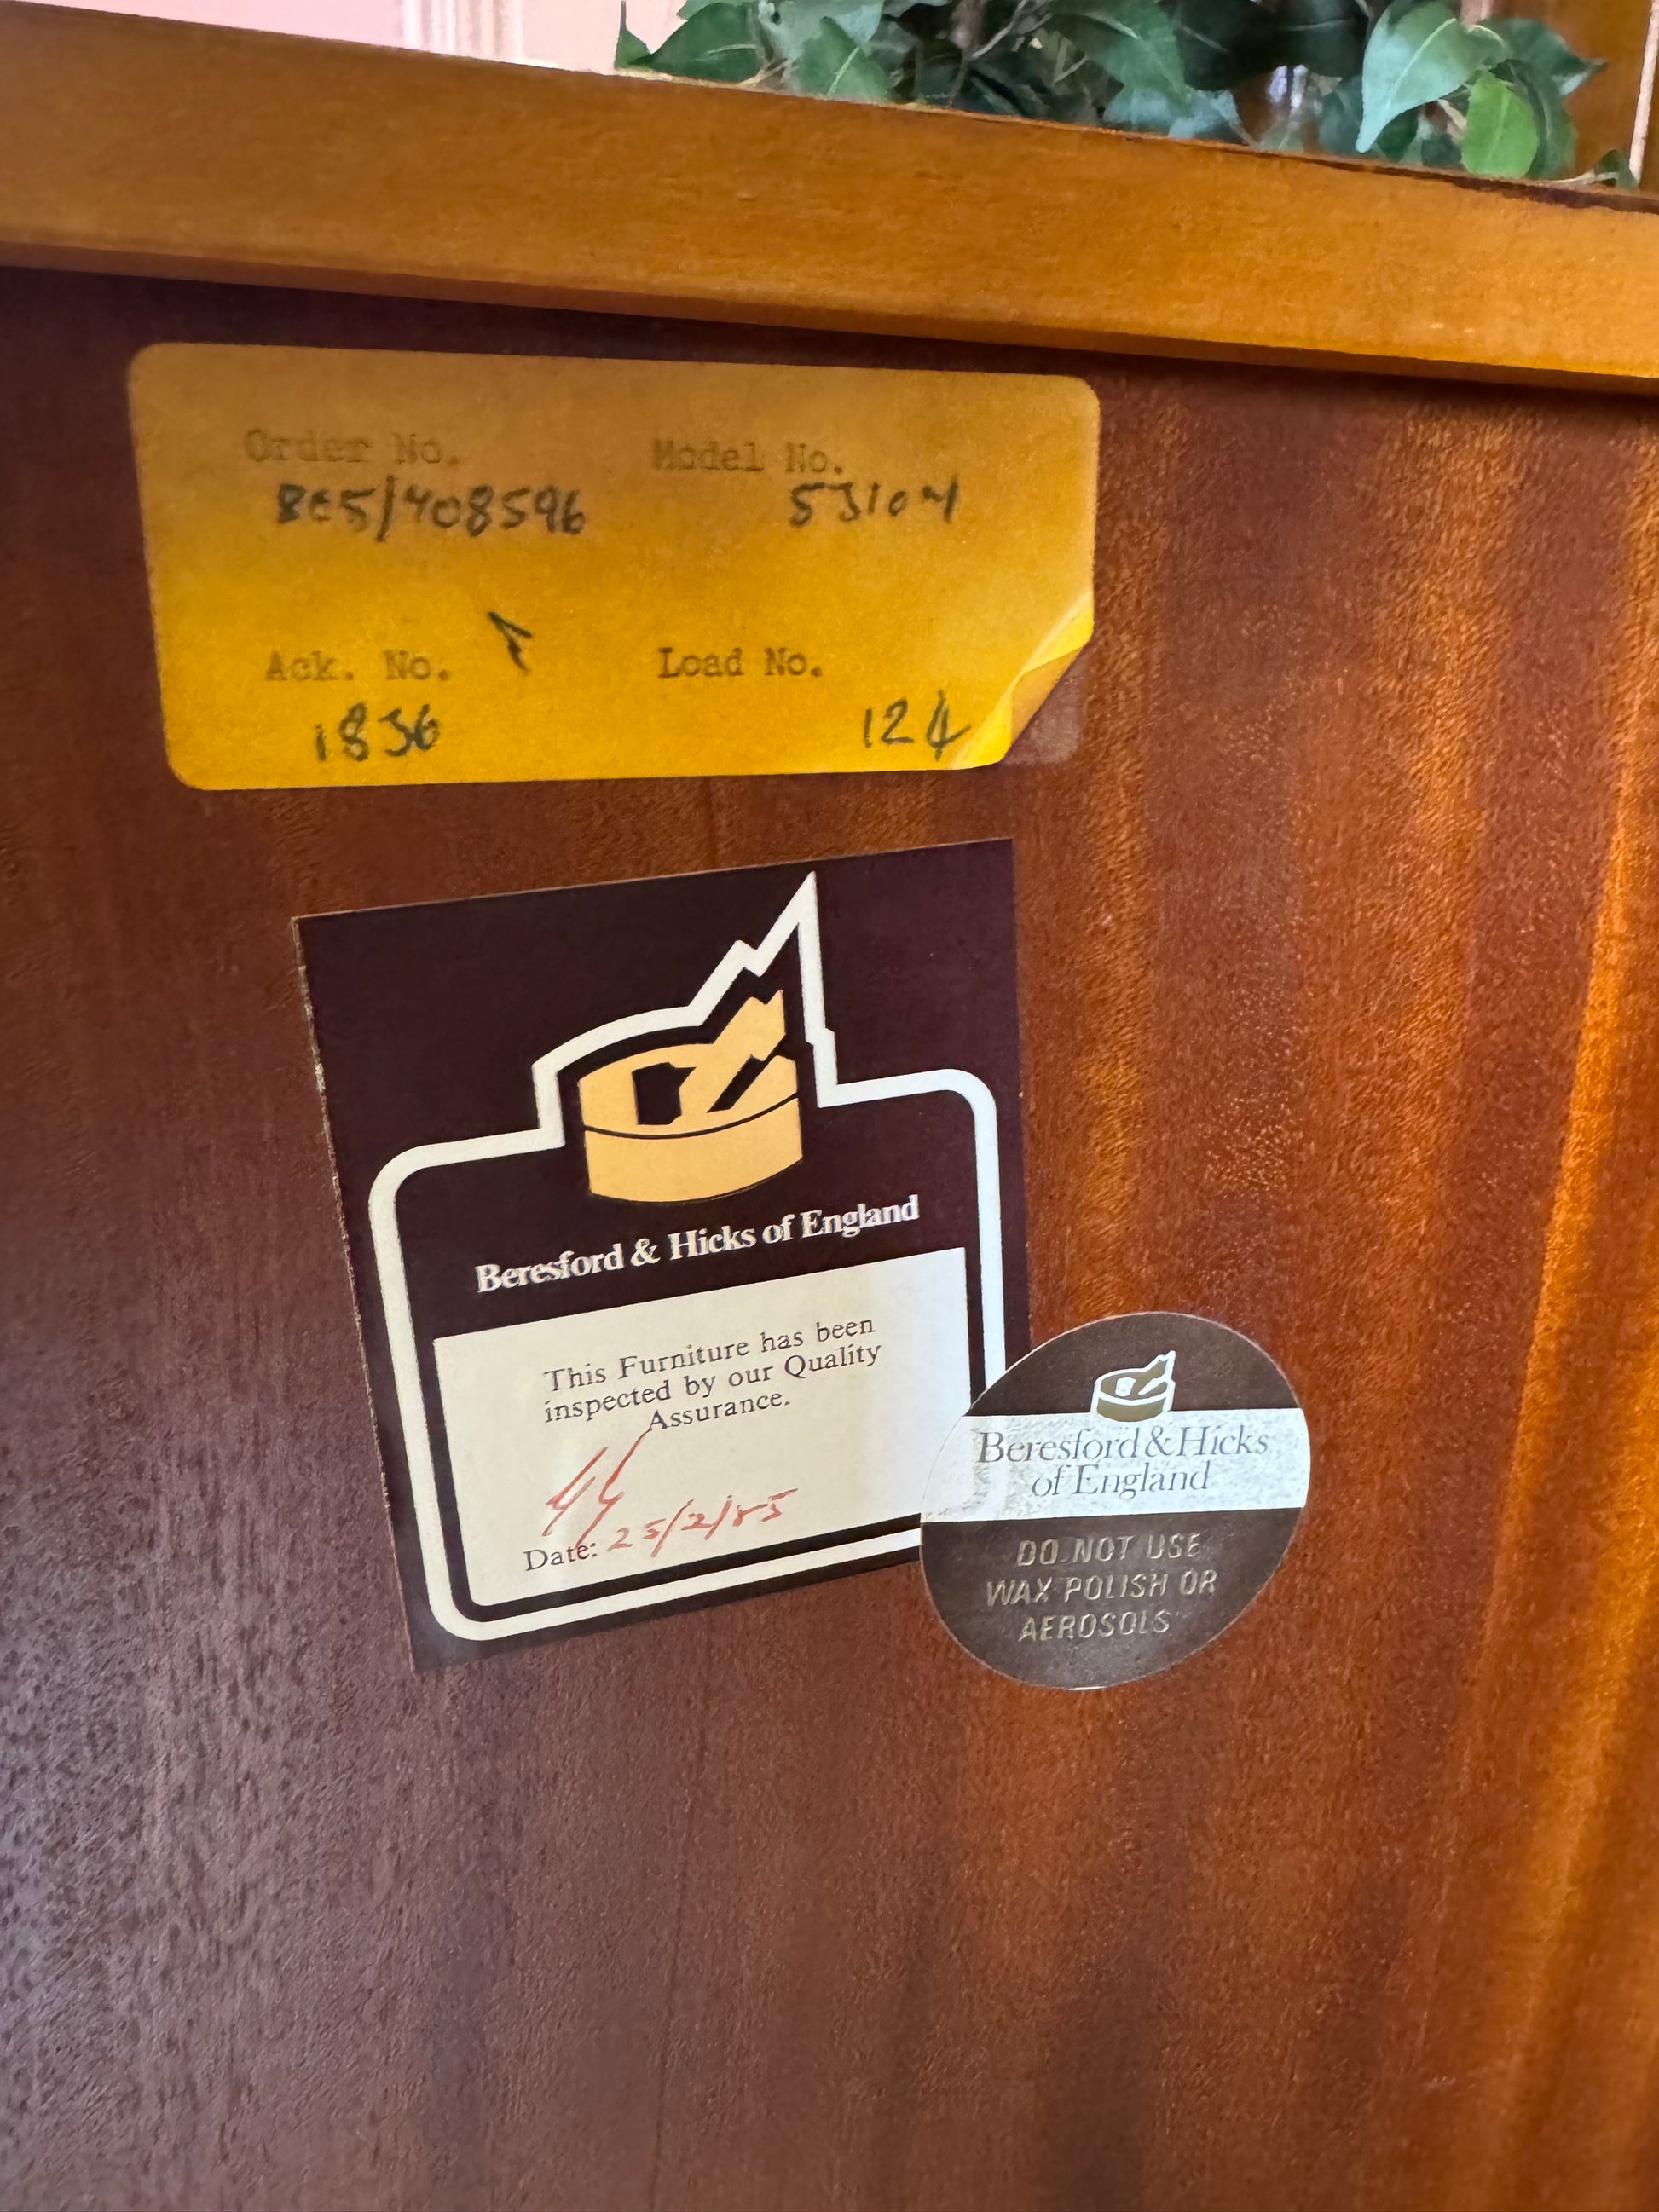 Order No. Model No.
805/408596 53104
Ack. No. Load No.
1836 124
Beresford & Hicks of England
This Furniture has been
inspected by our Quality
Assurance.
Date: 25/2/85
Beresford & Hicks
of England
DO NOT USE
WAX POLISH OR
AEROSOLS